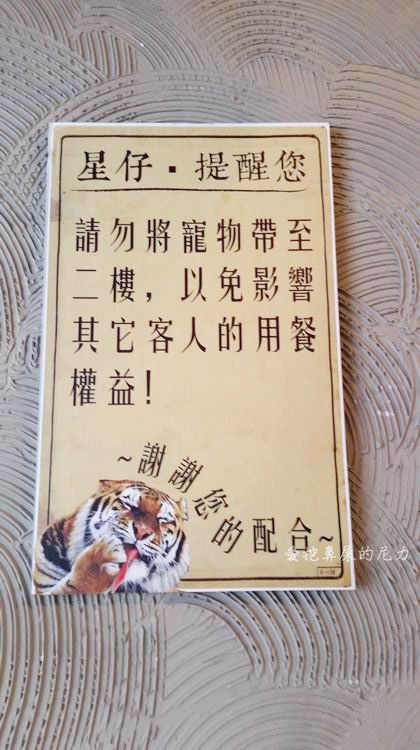 星仔·提醒您
請勿將寵物帶至
二樓，以免影響
其它客人的用餐
權益！
~謝謝您的配合~
愛挖鼻屎的尼力